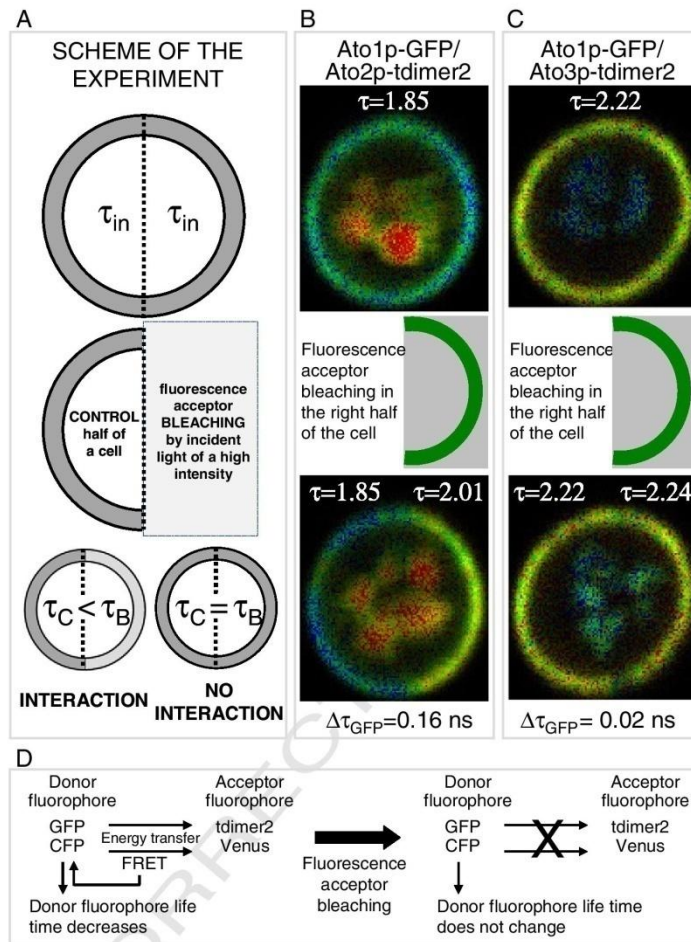 A
SCHEME OF THE
EXPERIMENT
τin τin
CONTROL
half of
a cell
fluorescence
acceptor
BLEACHING
by incident
light of a high
intensity
τC < τB
τC = τB
INTERACTION
NO
INTERACTION
B
Ato1p-GFP/
Ato2p-tdimer2
τ=1.85
Fluorescence
acceptor
bleaching in
the right half
of the cell
τ=1.85 τ=2.01
ΔτGFP=0.16 ns
C
Ato1p-GFP/
Ato3p-tdimer2
τ=2.22
Fluorescence
acceptor
bleaching in
the right half
of the cell
τ=2.22 τ=2.24
ΔτGFP= 0.02 ns
D
Donor
fluorophore
Acceptor
fluorophore
GFP
CFP
Energy transfer
FRET
tdimer2
Venus
Donor fluorophore life
time decreases
Fluorescence
acceptor
bleaching
Donor
fluorophore
Acceptor
fluorophore
GFP
CFP
X
tdimer2
Venus
Donor fluorophore life time
does not change